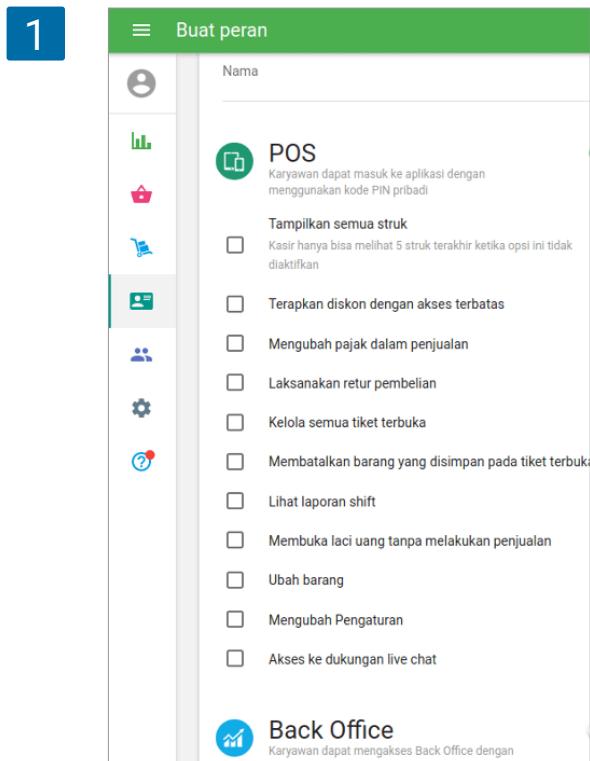 1
Buat peran
Nama
POS
Karyawan dapat masuk ke aplikasi dengan
menggunakan kode PIN pribadi
Tampilkan semua struk
Kasir hanya bisa melihat 5 struk terakhir ketika opsi ini tidak
diaktifkan
Terapkan diskon dengan akses terbatas
Mengubah pajak dalam penjualan
Laksanakan retur pembelian
Kelola semua tiket terbuka
Membatalkan barang yang disimpan pada tiket terbuka
Lihat laporan shift
Membuka laci uang tanpa melakukan penjualan
Ubah barang
Mengubah Pengaturan
Akses ke dukungan live chat
Back Office
Karyawan dapat mengakses Back Office dengan